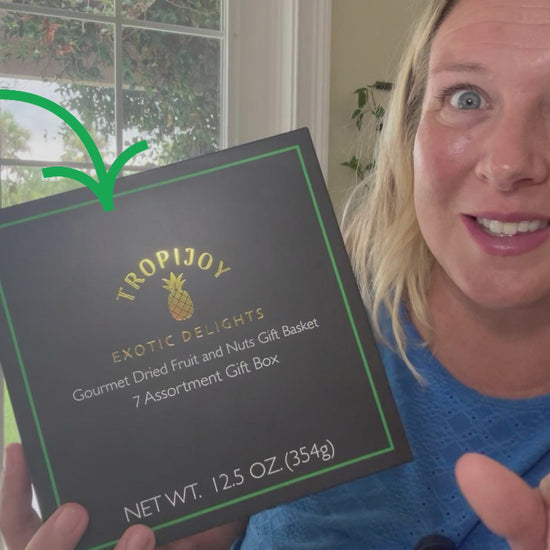 TROPIJOY
EXOTIC DELIGHTS
Gourmet Dried Fruit and Nuts Gift Basket
7 Assortment Gift Box
NET WT. 12.5 OZ.(354g)